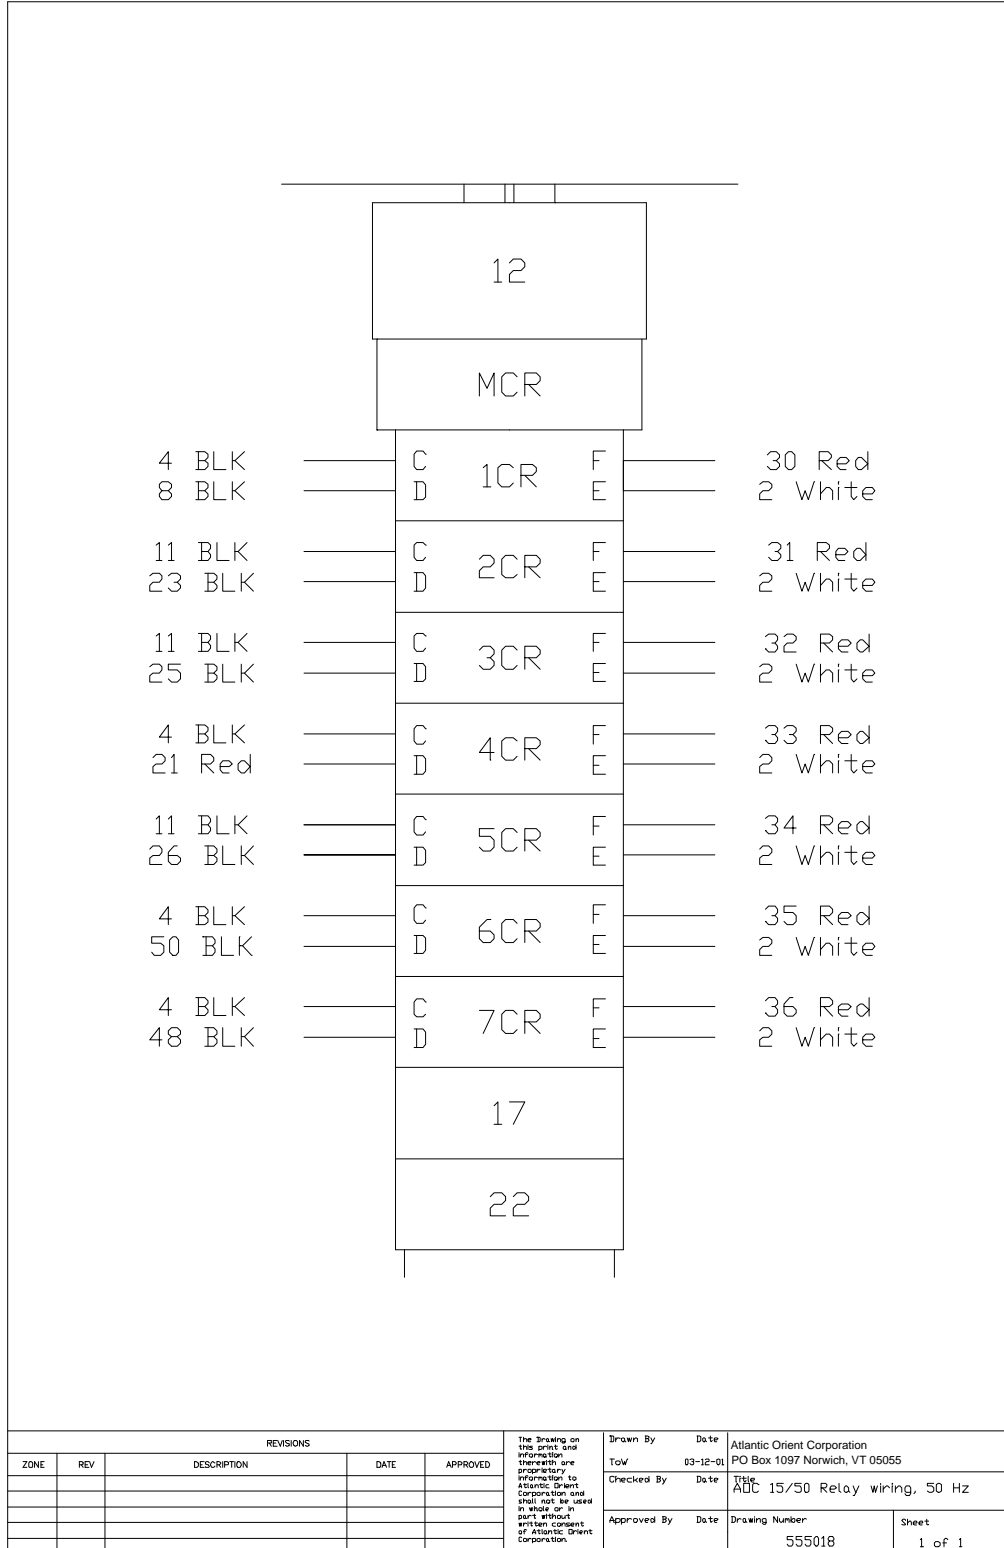 12
MCR
4 BLK C 1CR F 30 Red
8 BLK D E 2 White
11 BLK C 2CR F 31 Red
23 BLK D E 2 White
11 BLK C 3CR F 32 Red
25 BLK D E 2 White
4 BLK C 4CR F 33 Red
21 Red D E 2 White
11 BLK C 5CR F 34 Red
26 BLK D E 2 White
4 BLK C 6CR F 35 Red
50 BLK D E 2 White
4 BLK C 7CR F 36 Red
48 BLK D E 2 White
17
22
REVISIONS
ZONE REV DESCRIPTION DATE APPROVED
The Drawing on
this print and
information
therewith are
proprietary
information to
Atlantic Orient
Corporation and
shall not be used
in whole or in
part without
written consent
of Atlantic Orient
Corporation.
Drawn By Date
ToW 03-12-01
Checked By Date
Approved By Date
Atlantic Orient Corporation
PO Box 1097 Norwich, VT 05055
Title
AOC 15/50 Relay wiring, 50 Hz
Drawing Number
555018
Sheet
1 of 1